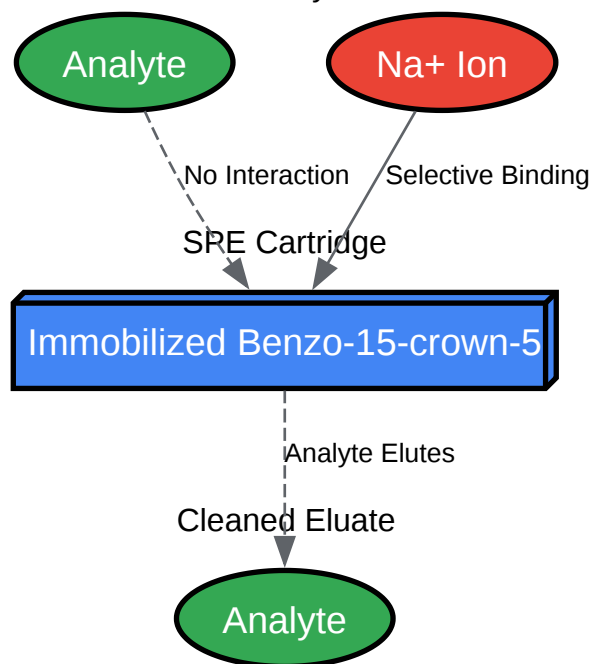 Analyte
Na+ Ion
No Interaction
Selective Binding
SPE Cartridge
Immobilized Benzo-15-crown-5
Analyte Elutes
Cleaned Eluate
Analyte